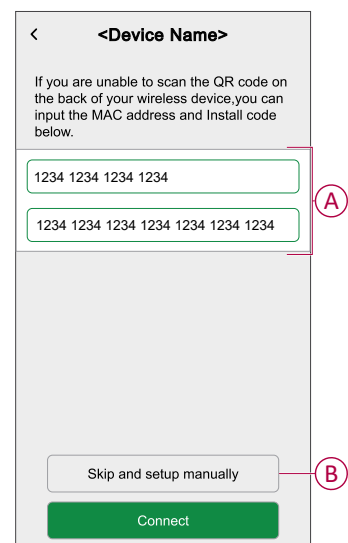 <
<Device Name>
If you are unable to scan the QR code on
the back of your wireless device,you can
input the MAC address and Install code
below.
1234 1234 1234 1234
A
1234 1234 1234 1234 1234 1234 1234
Skip and setup manually
B
Connect